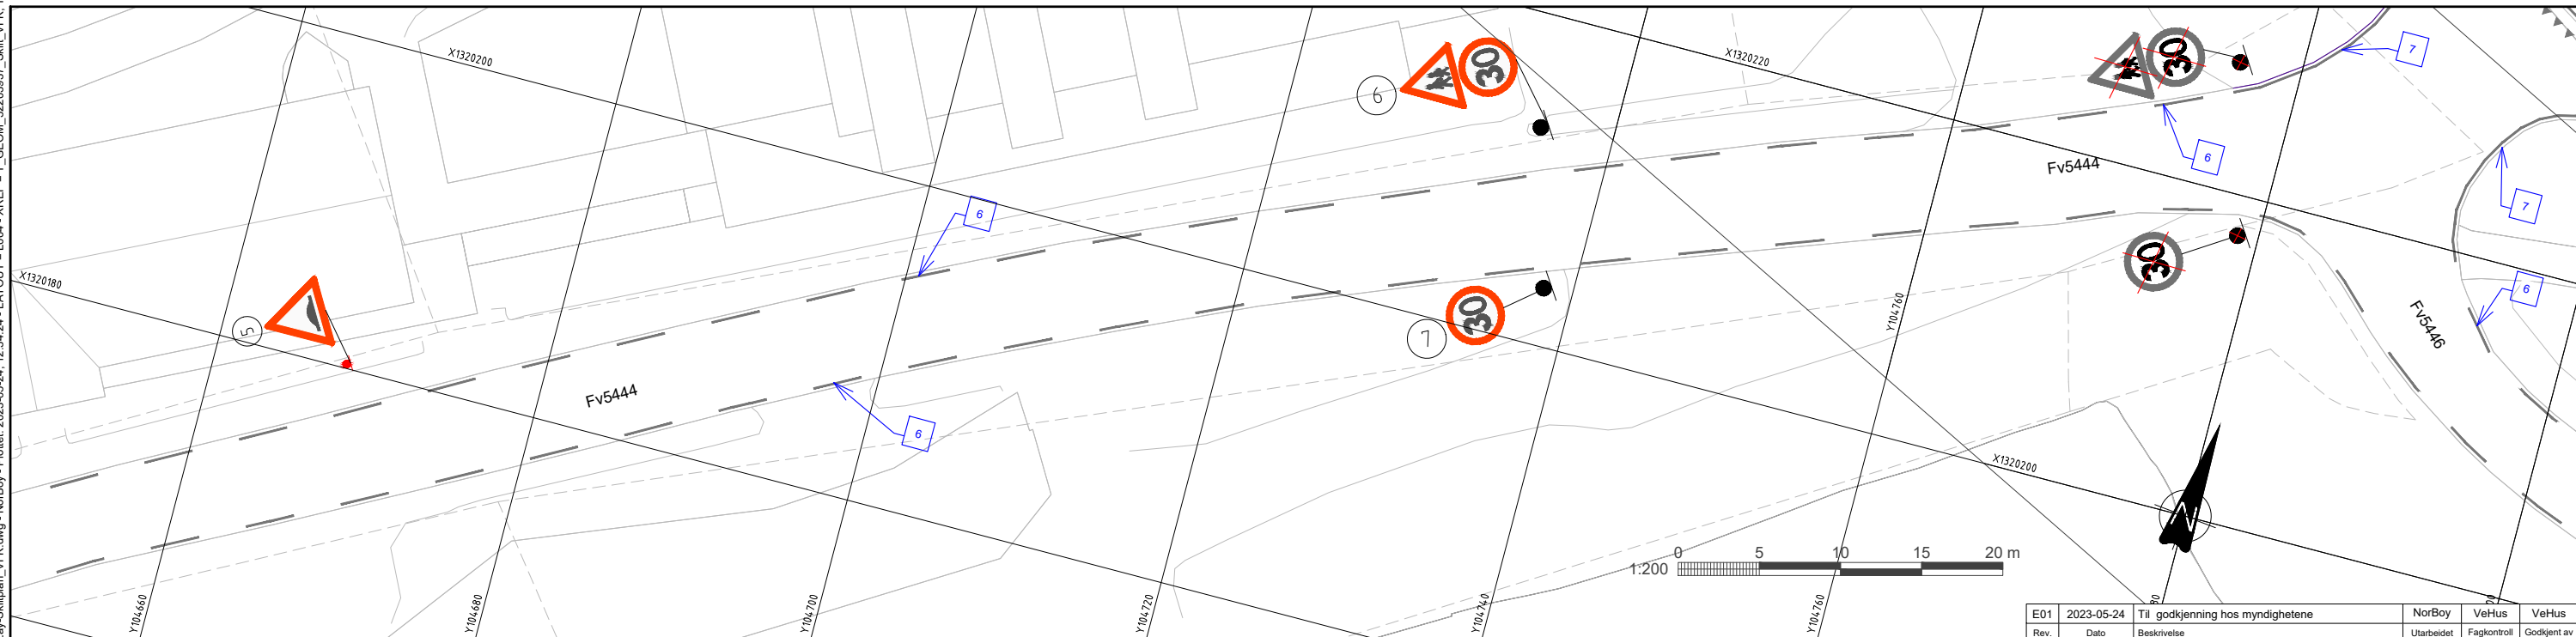 X1320200
X1320220
7
30
30
6
6
Fv5444
6
7
6
X1320180
30
5
30
7
Y104760
6
Fv5446
Fv5444
6
X1320200
N
0 5 10 15 20 m
1:200
Y104660
Y104680
Y104700
Y104720
Y104740
Y104760
E01 2023-05-24 Til godkjenning hos myndighetene NorBoy VeHus VeHus
Rev. Dato Beskrivelse Utarbeidet Fagkontroll Godkjent av